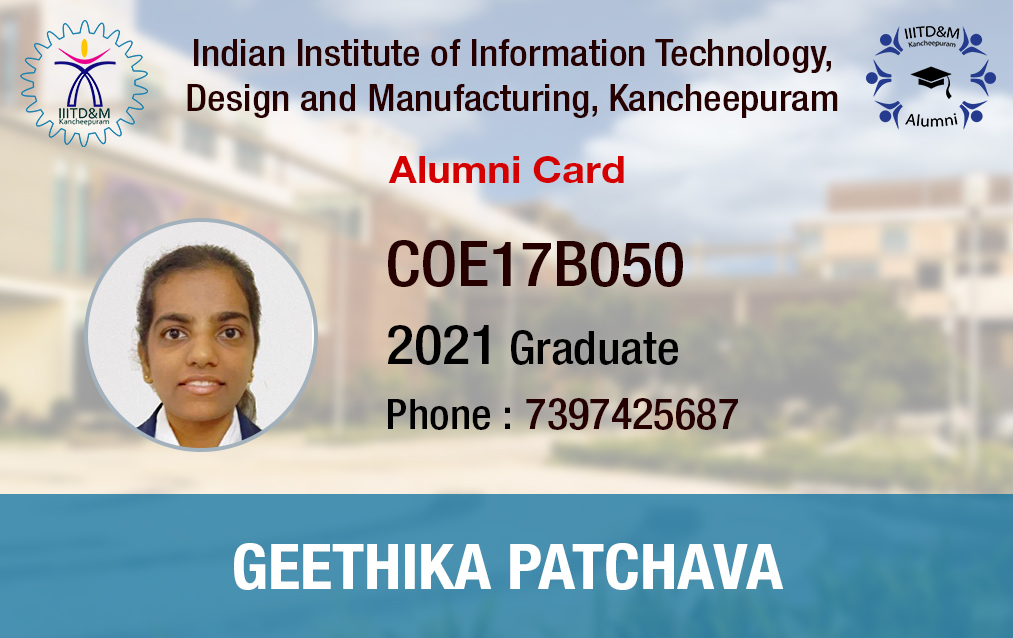 Indian Institute of Information Technology,
Design and Manufacturing, Kancheepuram
IIITD&M
Kancheepuram
IIITD&M
Kancheepuram
Alumni
Alumni Card
COE17B050
2021 Graduate
Phone : 7397425687
GEETHIKA PATCHAVA